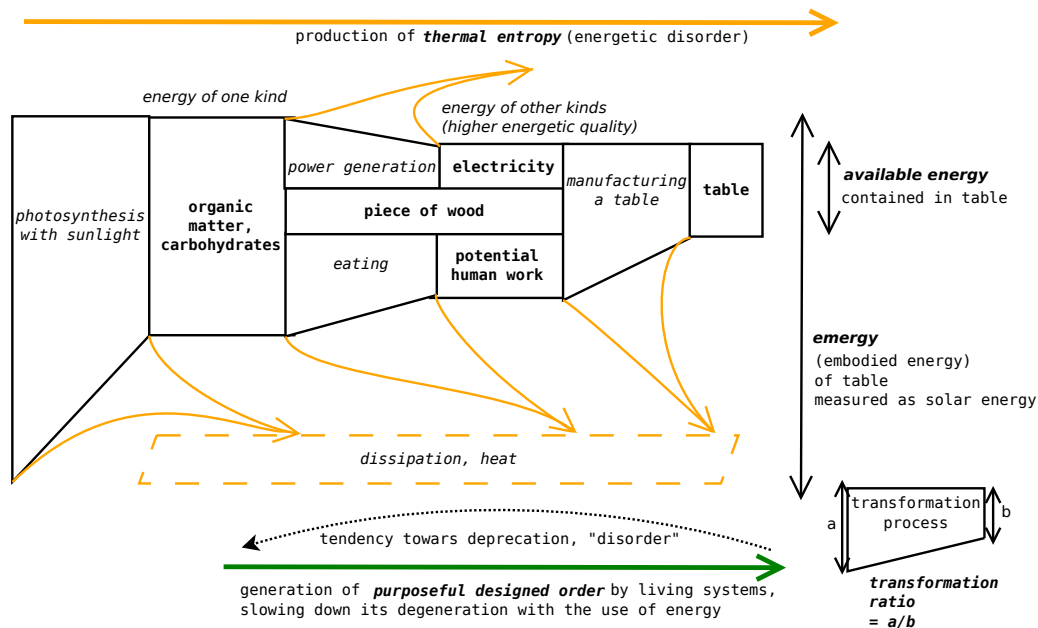 production of thermal entropy (energetic disorder)
energy of one kind
energy of other kinds
(higher energetic quality)
photosynthesis
with sunlight
organic
matter,
carbohydrates
power generation
electricity
piece of wood
eating
potential
human work
manufacturing
a table
table
available energy
contained in table
emergy
(embodied energy)
of table
measured as solar energy
dissipation, heat
tendency towards deprecation, "disorder"
generation of purposeful designed order by living systems,
slowing down its degeneration with the use of energy
a
transformation
process
b
transformation
ratio
= a/b